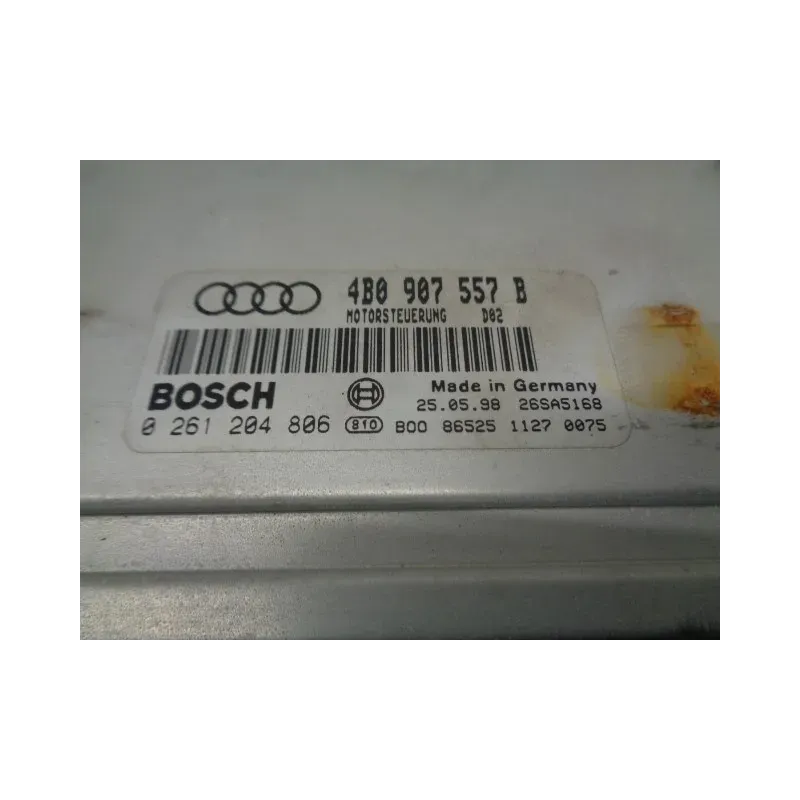 4B0 907 557 B
MOTORSTEUERUNG D02
BOSCH
Made in Germany
25.05.98 26SA5168
0 261 204 806 810 B00 86525 1127 0075